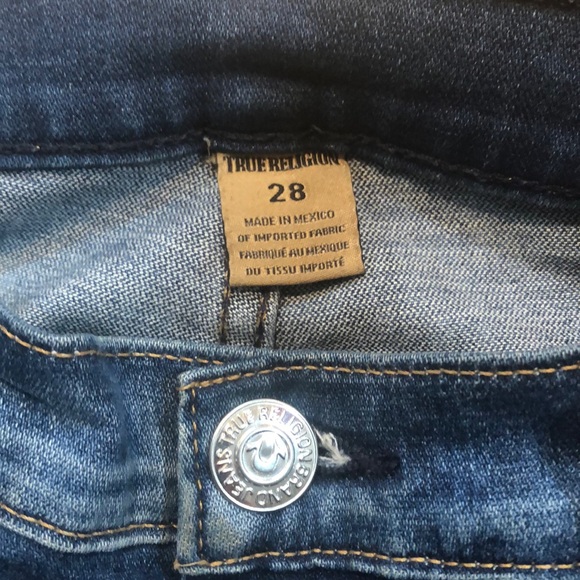 TRUE RELIGION
28
MADE IN MEXICO
OF IMPORTED FABRIC
FABRIQUÉ AU MEXIQUE
DU TISSU IMPORTÉ
TRUE RELIGION BRAND JEANS